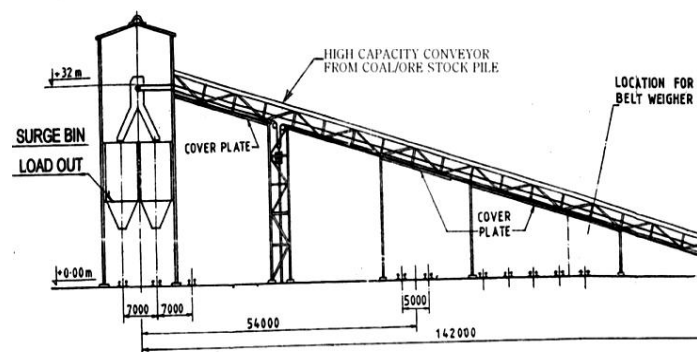 +32 m
HIGH CAPACITY CONVEYOR
FROM COAL/ORE STOCK PILE
LOCATION FOR
BELT WEIGHER
SURGE BIN
COVER PLATE
LOAD OUT
COVER
PLATE
+0·00m
7000
7000
5000
54000
142000